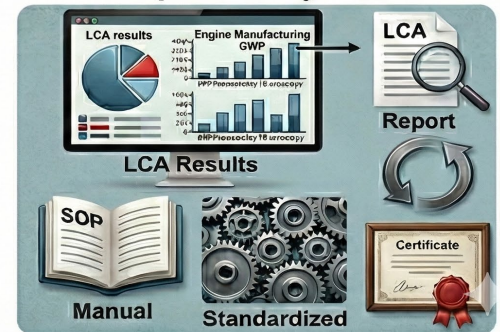 LCA results
Engine Manufacturing
GWP
LCA
Report
LCA Results
SOP
Certificate
Manual
Standardized